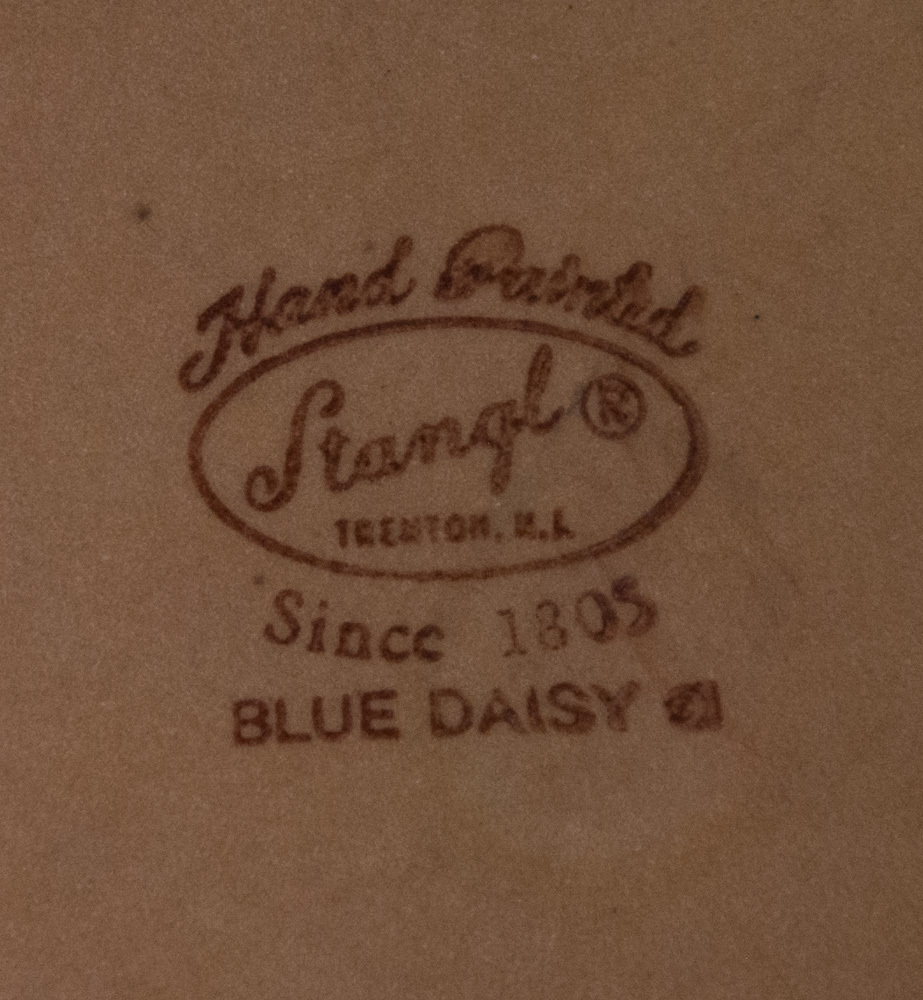 Hand Painted
Stangl ®
TRENTON, N.J.
Since 1805
BLUE DAISY